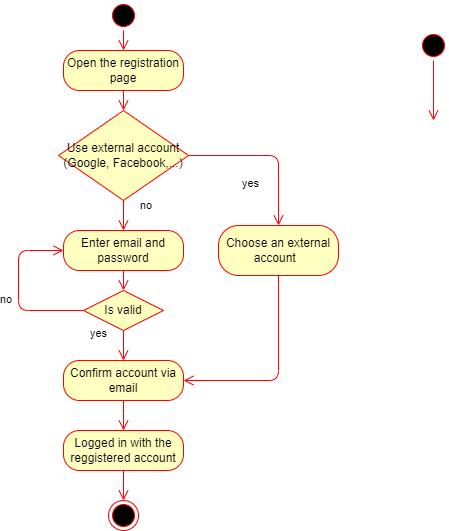 Open the registration
page
Use external account
(Google, Facebook,...)
yes
no
Enter email and
password
Choose an external
account
no
Is valid
yes
Confirm account via
email
Logged in with the
reggistered account